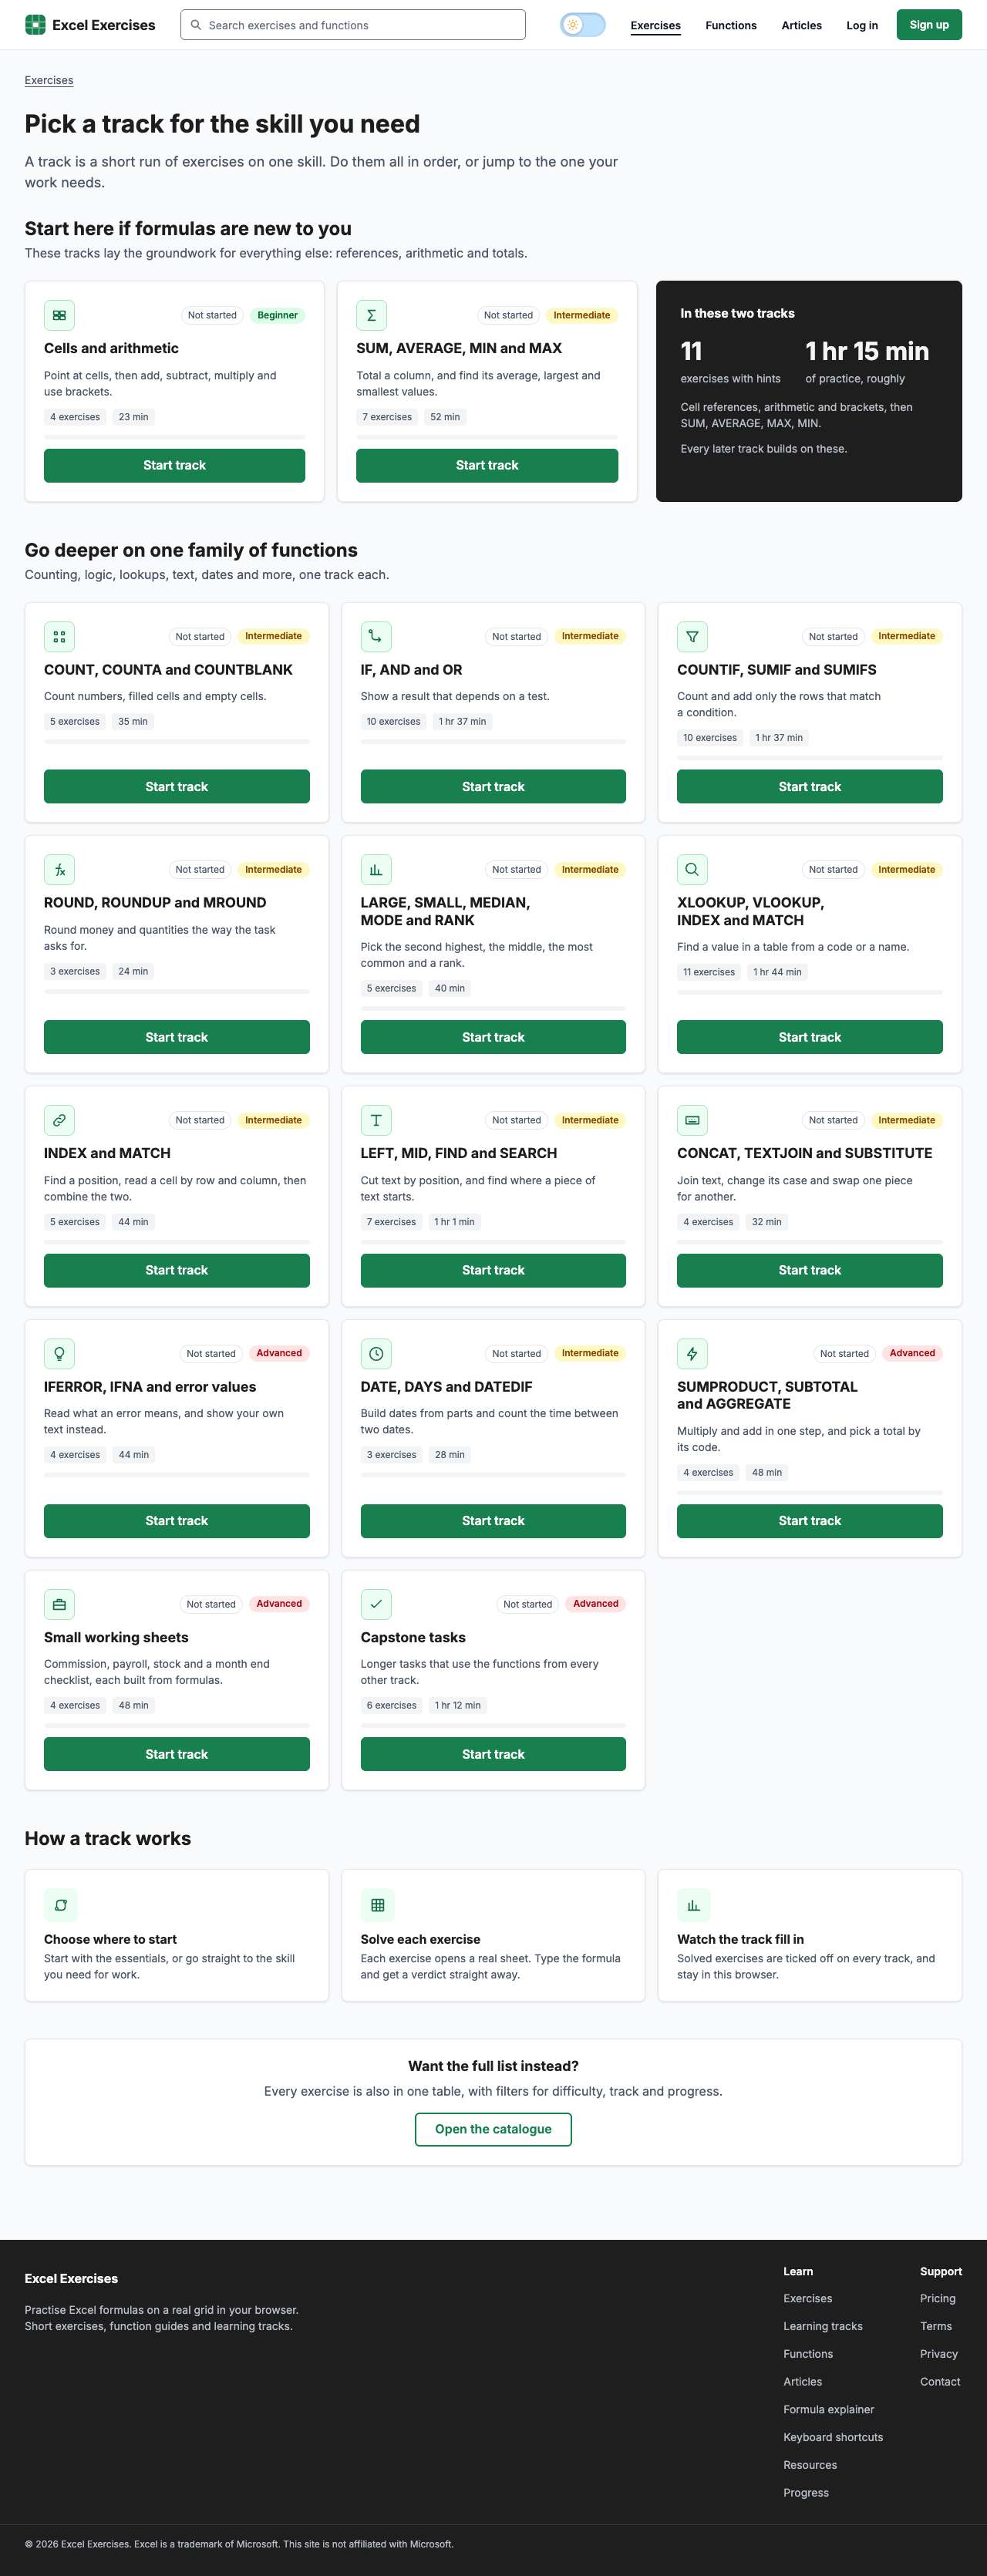 Excel Exercises
Search exercises and functions
Exercises
Functions
Articles
Log in
Sign up
Exercises
Pick a track for the skill you need
A track is a short run of exercises on one skill. Do them all in order, or jump to the one your
work needs.
Start here if formulas are new to you
These tracks lay the groundwork for everything else: references, arithmetic and totals.
Not started
Beginner
Cells and arithmetic
Point at cells, then add, subtract, multiply and
use brackets.
4 exercises
23 min
Start track
Not started
Intermediate
SUM, AVERAGE, MIN and MAX
Total a column, and find its average, largest and
smallest values.
7 exercises
52 min
Start track
In these two tracks
11
exercises with hints
1 hr 15 min
of practice, roughly
Cell references, arithmetic and brackets, then
SUM, AVERAGE, MAX, MIN.
Every later track builds on these.
Go deeper on one family of functions
Counting, logic, lookups, text, dates and more, one track each.
Not started
Intermediate
COUNT, COUNTA and COUNTBLANK
Count numbers, filled cells and empty cells.
5 exercises
35 min
Start track
Not started
Intermediate
IF, AND and OR
Show a result that depends on a test.
10 exercises
1 hr 37 min
Start track
Not started
Intermediate
COUNTIF, SUMIF and SUMIFS
Count and add only the rows that match
a condition.
10 exercises
1 hr 37 min
Start track
Not started
Intermediate
ROUND, ROUNDUP and MROUND
Round money and quantities the way the task
asks for.
3 exercises
24 min
Start track
Not started
Intermediate
LARGE, SMALL, MEDIAN,
MODE and RANK
Pick the second highest, the middle, the most
common and a rank.
5 exercises
40 min
Start track
Not started
Intermediate
XLOOKUP, VLOOKUP,
INDEX and MATCH
Find a value in a table from a code or a name.
11 exercises
1 hr 44 min
Start track
Not started
Intermediate
INDEX and MATCH
Find a position, read a cell by row and column, then
combine the two.
5 exercises
44 min
Start track
Not started
Intermediate
LEFT, MID, FIND and SEARCH
Cut text by position, and find where a piece of
text starts.
7 exercises
1 hr 1 min
Start track
Not started
Intermediate
CONCAT, TEXTJOIN and SUBSTITUTE
Join text, change its case and swap one piece
for another.
4 exercises
32 min
Start track
Not started
Advanced
IFERROR, IFNA and error values
Read what an error means, and show your own
text instead.
4 exercises
44 min
Start track
Not started
Intermediate
DATE, DAYS and DATEDIF
Build dates from parts and count the time between
two dates.
3 exercises
28 min
Start track
Not started
Advanced
SUMPRODUCT, SUBTOTAL
and AGGREGATE
Multiply and add in one step, and pick a total by
its code.
4 exercises
48 min
Start track
Not started
Advanced
Small working sheets
Commission, payroll, stock and a month end
checklist, each built from formulas.
4 exercises
48 min
Start track
Not started
Advanced
Capstone tasks
Longer tasks that use the functions from every
other track.
6 exercises
1 hr 12 min
Start track
How a track works
Choose where to start
Start with the essentials, or go straight to the skill
you need for work.
Solve each exercise
Each exercise opens a real sheet. Type the formula
and get a verdict straight away.
Watch the track fill in
Solved exercises are ticked off on every track, and
stay in this browser.
Want the full list instead?
Every exercise is also in one table, with filters for difficulty, track and progress.
Open the catalogue
Excel Exercises
Practise Excel formulas on a real grid in your browser.
Short exercises, function guides and learning tracks.
Learn
Exercises
Learning tracks
Functions
Articles
Formula explainer
Keyboard shortcuts
Resources
Progress
Support
Pricing
Terms
Privacy
Contact
© 2026 Excel Exercises. Excel is a trademark of Microsoft. This site is not affiliated with Microsoft.